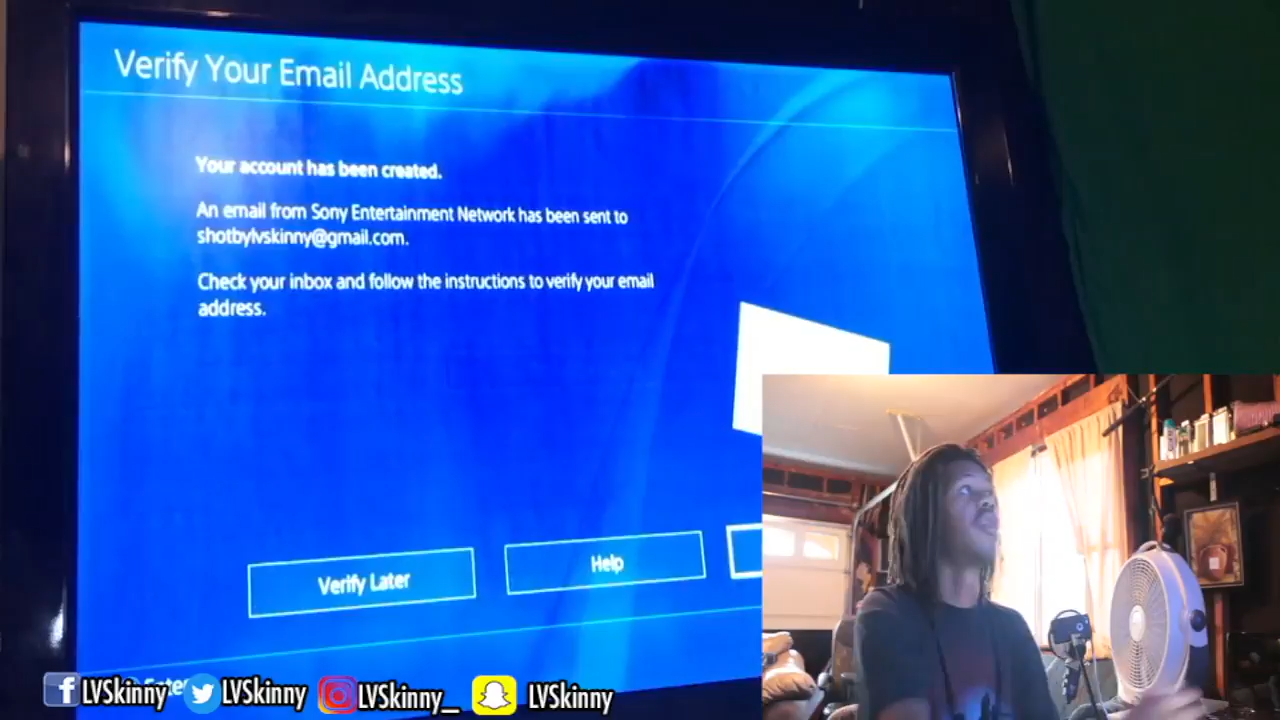 Verify Your Email Address
Your account has been created.
An email from Sony Entertainment Network has been sent to
shotbylvskinny@gmail.com.
Check your inbox and follow the instructions to verify your email
address.
Verify Later
Help
Enter
LVSkinny LVSkinny LVSkinny_ LVSkinny